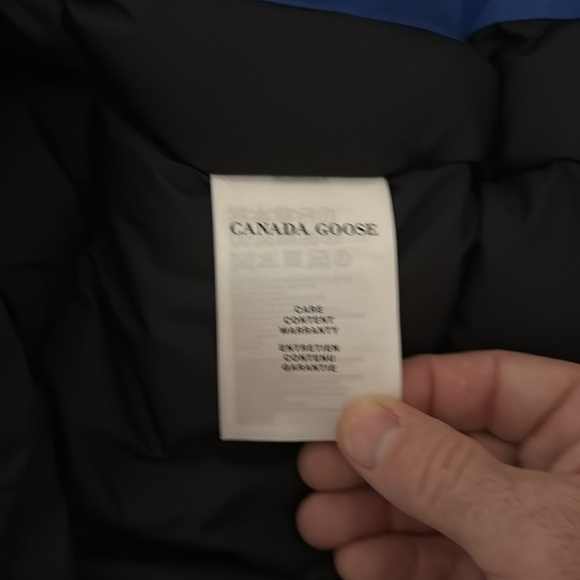 CANADA GOOSE
CARE
CONTENT
WARRANTY
ENTRETIEN
CONTENU
GARANTIE